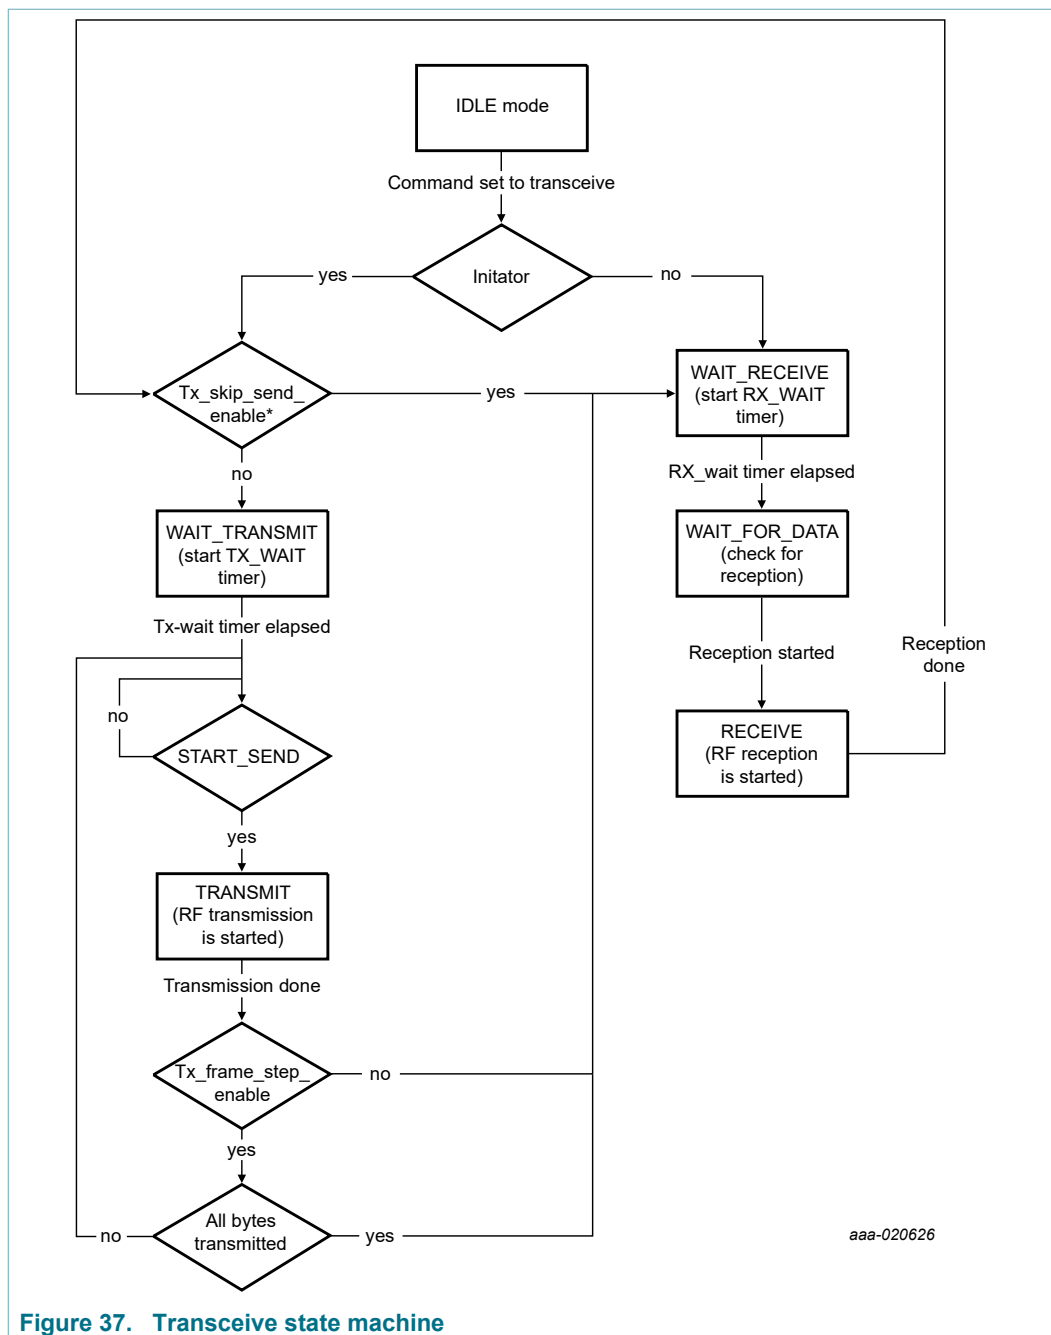 IDLE mode
Command set to transceive
Initator
yes
no
Tx_skip_send_
enable*
yes
no
WAIT_RECEIVE
(start RX_WAIT
timer)
RX_wait timer elapsed
WAIT_TRANSMIT
(start TX_WAIT
timer)
WAIT_FOR_DATA
(check for
reception)
Tx-wait timer elapsed
Reception started
Reception
done
no
START_SEND
RECEIVE
(RF reception
is started)
yes
TRANSMIT
(RF transmission
is started)
Transmission done
Tx_frame_step_
enable
no
yes
All bytes
transmitted
no
yes
aaa-020626
Figure 37. Transceive state machine